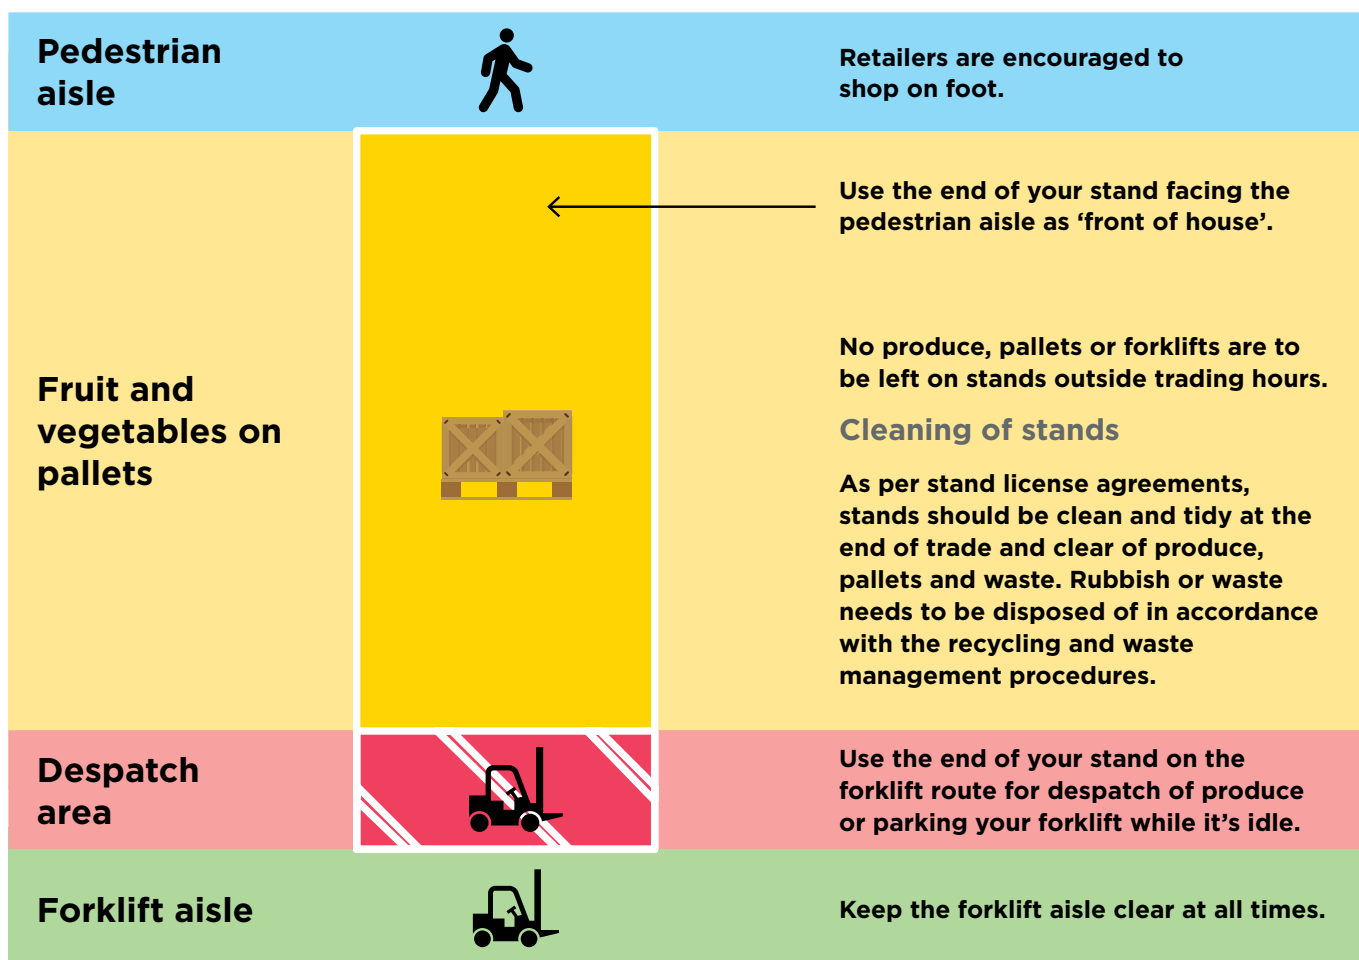 Pedestrian
aisle
Retailers are encouraged to
shop on foot.
Use the end of your stand facing the
pedestrian aisle as ‘front of house’.
Fruit and
vegetables on
pallets
No produce, pallets or forklifts are to
be left on stands outside trading hours.
Cleaning of stands
As per stand license agreements,
stands should be clean and tidy at the
end of trade and clear of produce,
pallets and waste. Rubbish or waste
needs to be disposed of in accordance
with the recycling and waste
management procedures.
Despatch
area
Use the end of your stand on the
forklift route for despatch of produce
or parking your forklift while it’s idle.
Forklift aisle
Keep the forklift aisle clear at all times.